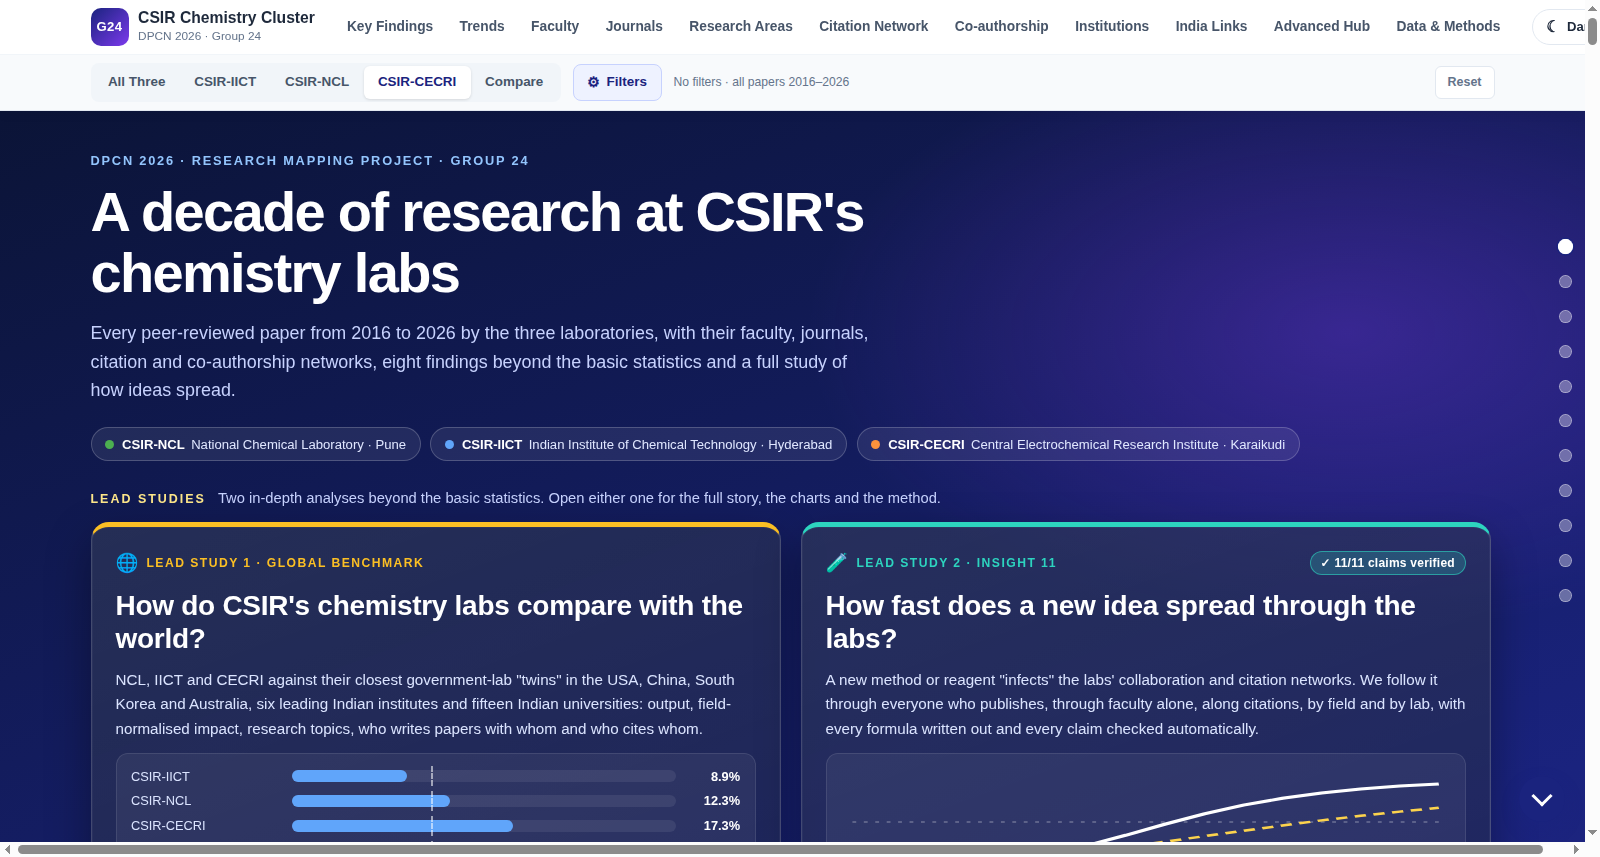 G24
CSIR Chemistry Cluster
DPCN 2026 · Group 24
Key Findings
Trends
Faculty
Journals
Research Areas
Citation Network
Co-authorship
Institutions
India Links
Advanced Hub
Data & Methods
All Three
CSIR-IICT
CSIR-NCL
CSIR-CECRI
Compare
⚙ Filters
No filters · all papers 2016–2026
Reset
DPCN 2026 · RESEARCH MAPPING PROJECT · GROUP 24
A decade of research at CSIR's
chemistry labs
Every peer-reviewed paper from 2016 to 2026 by the three laboratories, with their faculty, journals,
citation and co-authorship networks, eight findings beyond the basic statistics and a full study of
how ideas spread.
CSIR-NCL National Chemical Laboratory · Pune
CSIR-IICT Indian Institute of Chemical Technology · Hyderabad
CSIR-CECRI Central Electrochemical Research Institute · Karaikudi
LEAD STUDIES Two in-depth analyses beyond the basic statistics. Open either one for the full story, the charts and the method.
LEAD STUDY 1 · GLOBAL BENCHMARK
How do CSIR's chemistry labs compare with the
world?
NCL, IICT and CECRI against their closest government-lab "twins" in the USA, China, South
Korea and Australia, six leading Indian institutes and fifteen Indian universities: output, field-
normalised impact, research topics, who writes papers with whom and who cites whom.
CSIR-IICT 8.9%
CSIR-NCL 12.3%
CSIR-CECRI 17.3%
LEAD STUDY 2 · INSIGHT 11
✓ 11/11 claims verified
How fast does a new idea spread through the
labs?
A new method or reagent "infects" the labs' collaboration and citation networks. We follow it
through everyone who publishes, through faculty alone, along citations, by field and by lab, with
every formula written out and every claim checked automatically.